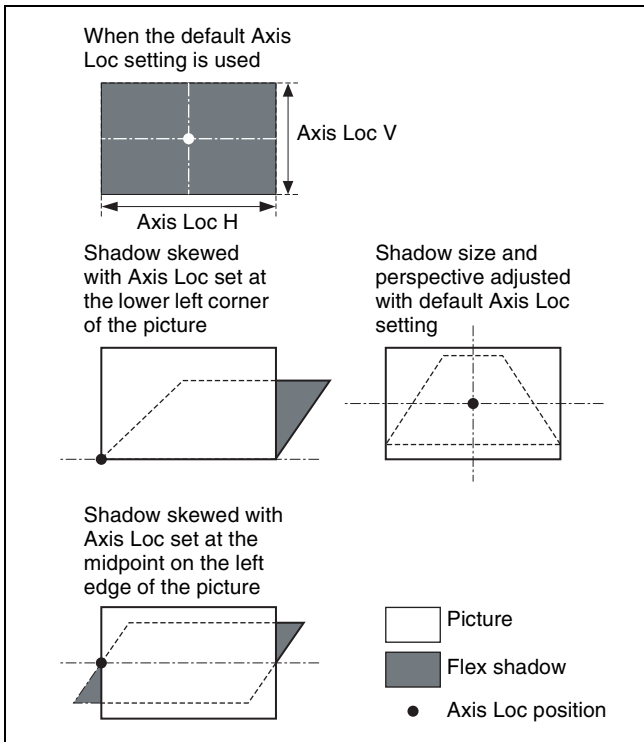 When the default Axis
Loc setting is used
Axis Loc V
Axis Loc H
Shadow skewed
with Axis Loc set at
the lower left corner
of the picture
Shadow size and
perspective adjusted
with default Axis Loc
setting
Shadow skewed with
Axis Loc set at the
midpoint on the left
edge of the picture
Picture
Flex shadow
Axis Loc position